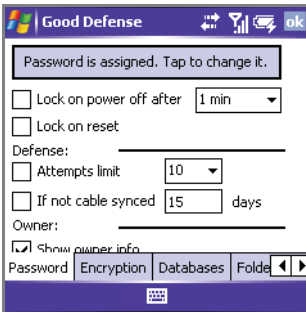 Good Defense ok
Password is assigned. Tap to change it.
Lock on power off after 1 min
Lock on reset
Defense:
Attempts limit 10
If not cable synced 15 days
Owner:
Show owner info
Password Encryption Databases Folde